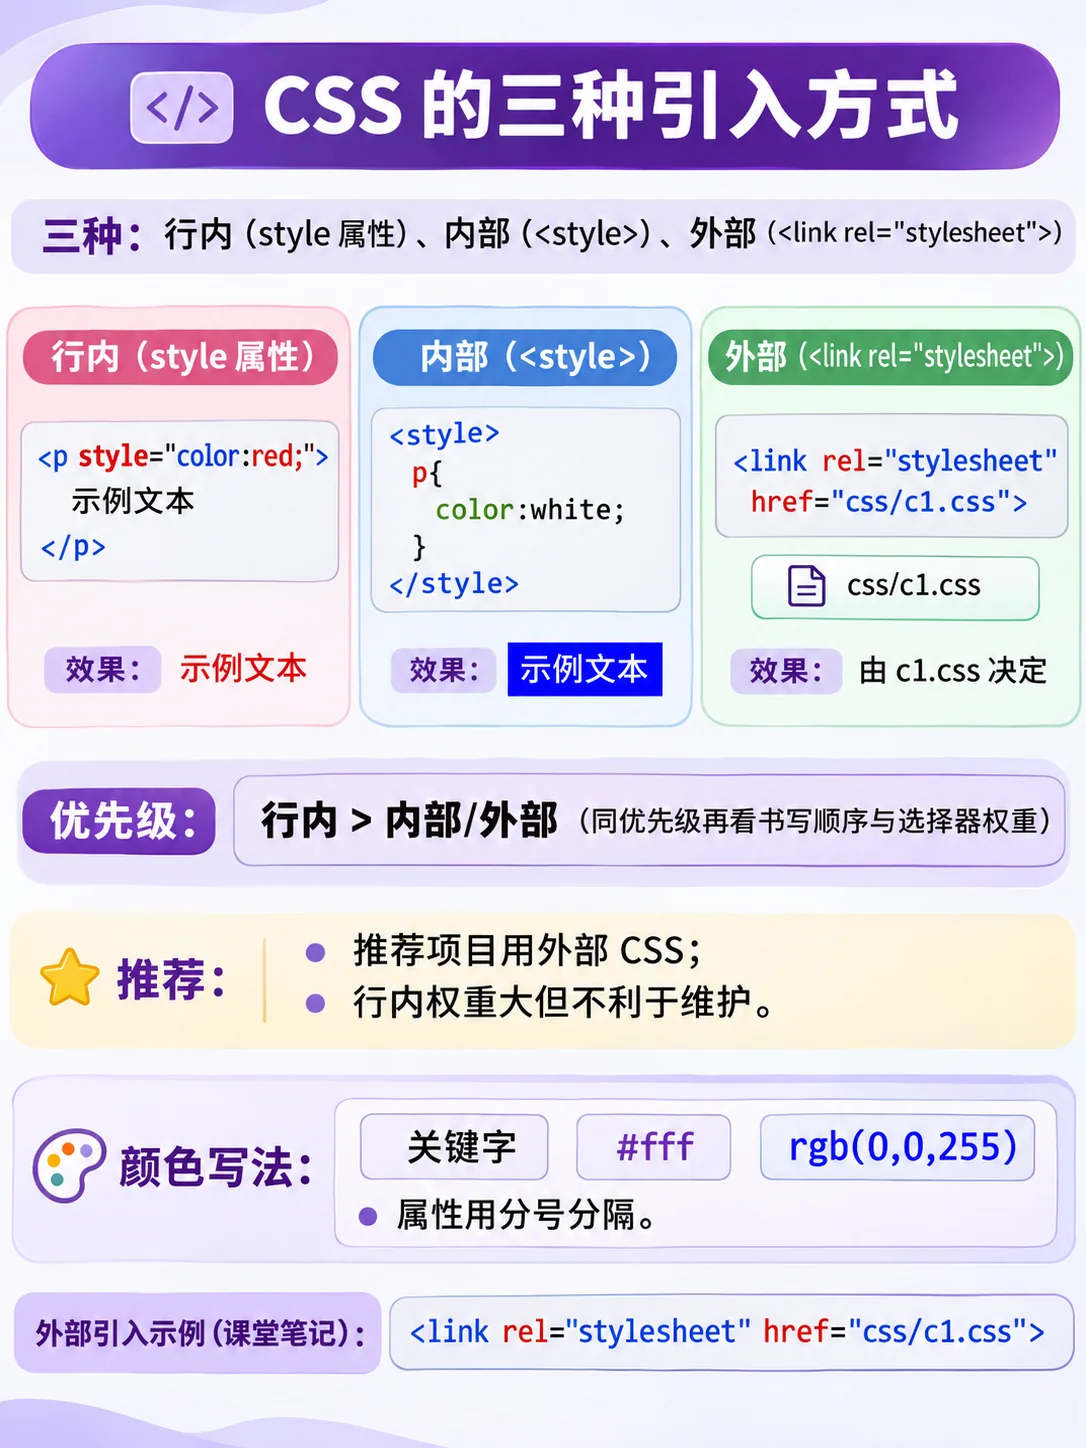 </> CSS 的三种引入方式
三种： 行内（style 属性）、内部（<style>）、外部（<link rel="stylesheet">）
行内（style 属性）
<p style="color:red;">
示例文本
</p>
效果： 示例文本
内部（<style>）
<style>
p{
color:white;
}
</style>
效果： 示例文本
外部（<link rel="stylesheet">）
<link rel="stylesheet"
href="css/c1.css">
css/c1.css
效果： 由 c1.css 决定
优先级： 行内 > 内部/外部（同优先级再看书写顺序与选择器权重）
推荐：
推荐项目用外部 CSS；
行内权重大但不利于维护。
颜色写法：
关键字 #fff rgb(0,0,255)
属性用分号分隔。
外部引入示例（课堂笔记）： <link rel="stylesheet" href="css/c1.css">